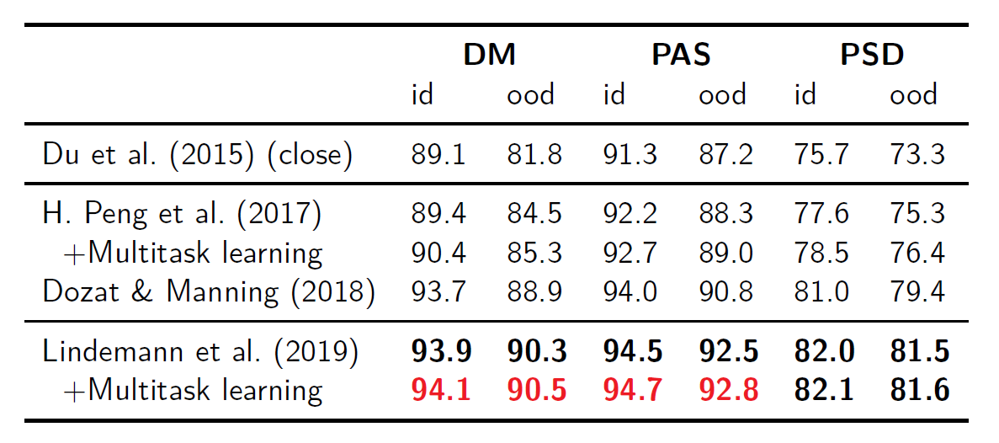 DM PAS PSD
id ood id ood id ood
Du et al. (2015) (close) 89.1 81.8 91.3 87.2 75.7 73.3
H. Peng et al. (2017) 89.4 84.5 92.2 88.3 77.6 75.3
+Multitask learning 90.4 85.3 92.7 89.0 78.5 76.4
Dozat & Manning (2018) 93.7 88.9 94.0 90.8 81.0 79.4
Lindemann et al. (2019) 93.9 90.3 94.5 92.5 82.0 81.5
+Multitask learning 94.1 90.5 94.7 92.8 82.1 81.6